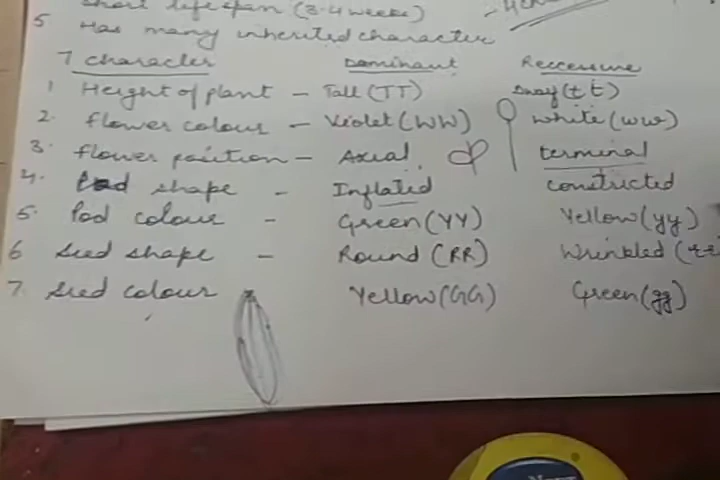 short life span (3-4 weeks)
5 Has many inherited character
7 character Dominant Reccessive
1 Height of plant - Tall (TT) Dwarf (tt)
2. flower colour - Violet (WW) white (ww)
3. flower position - Axial terminal
4. Pod shape - Inflated constructed
5. Pod colour - Green (YY) Yellow (yy)
6 Seed shape - Round (RR) Wrinkled (rr
7. Seed colour Yellow (GG) Green (gg)